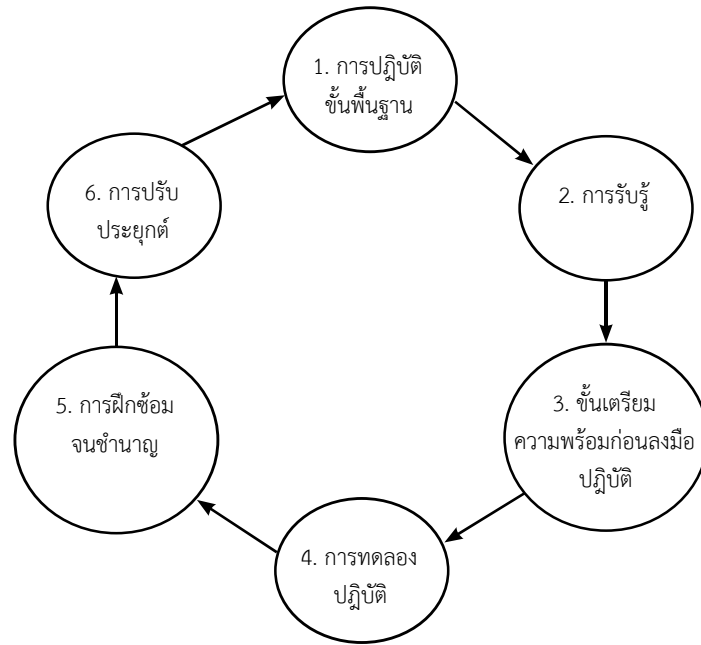 1. การปฎิบัติ
ขั้นพื้นฐาน
2. การรับรู้
3. ขั้นเตรียม
ความพร้อมก่อนลงมือ
ปฎิบัติ
4. การทดลอง
ปฎิบัติ
5. การฝึกซ้อม
จนชำนาญ
6. การปรับ
ประยุกต์